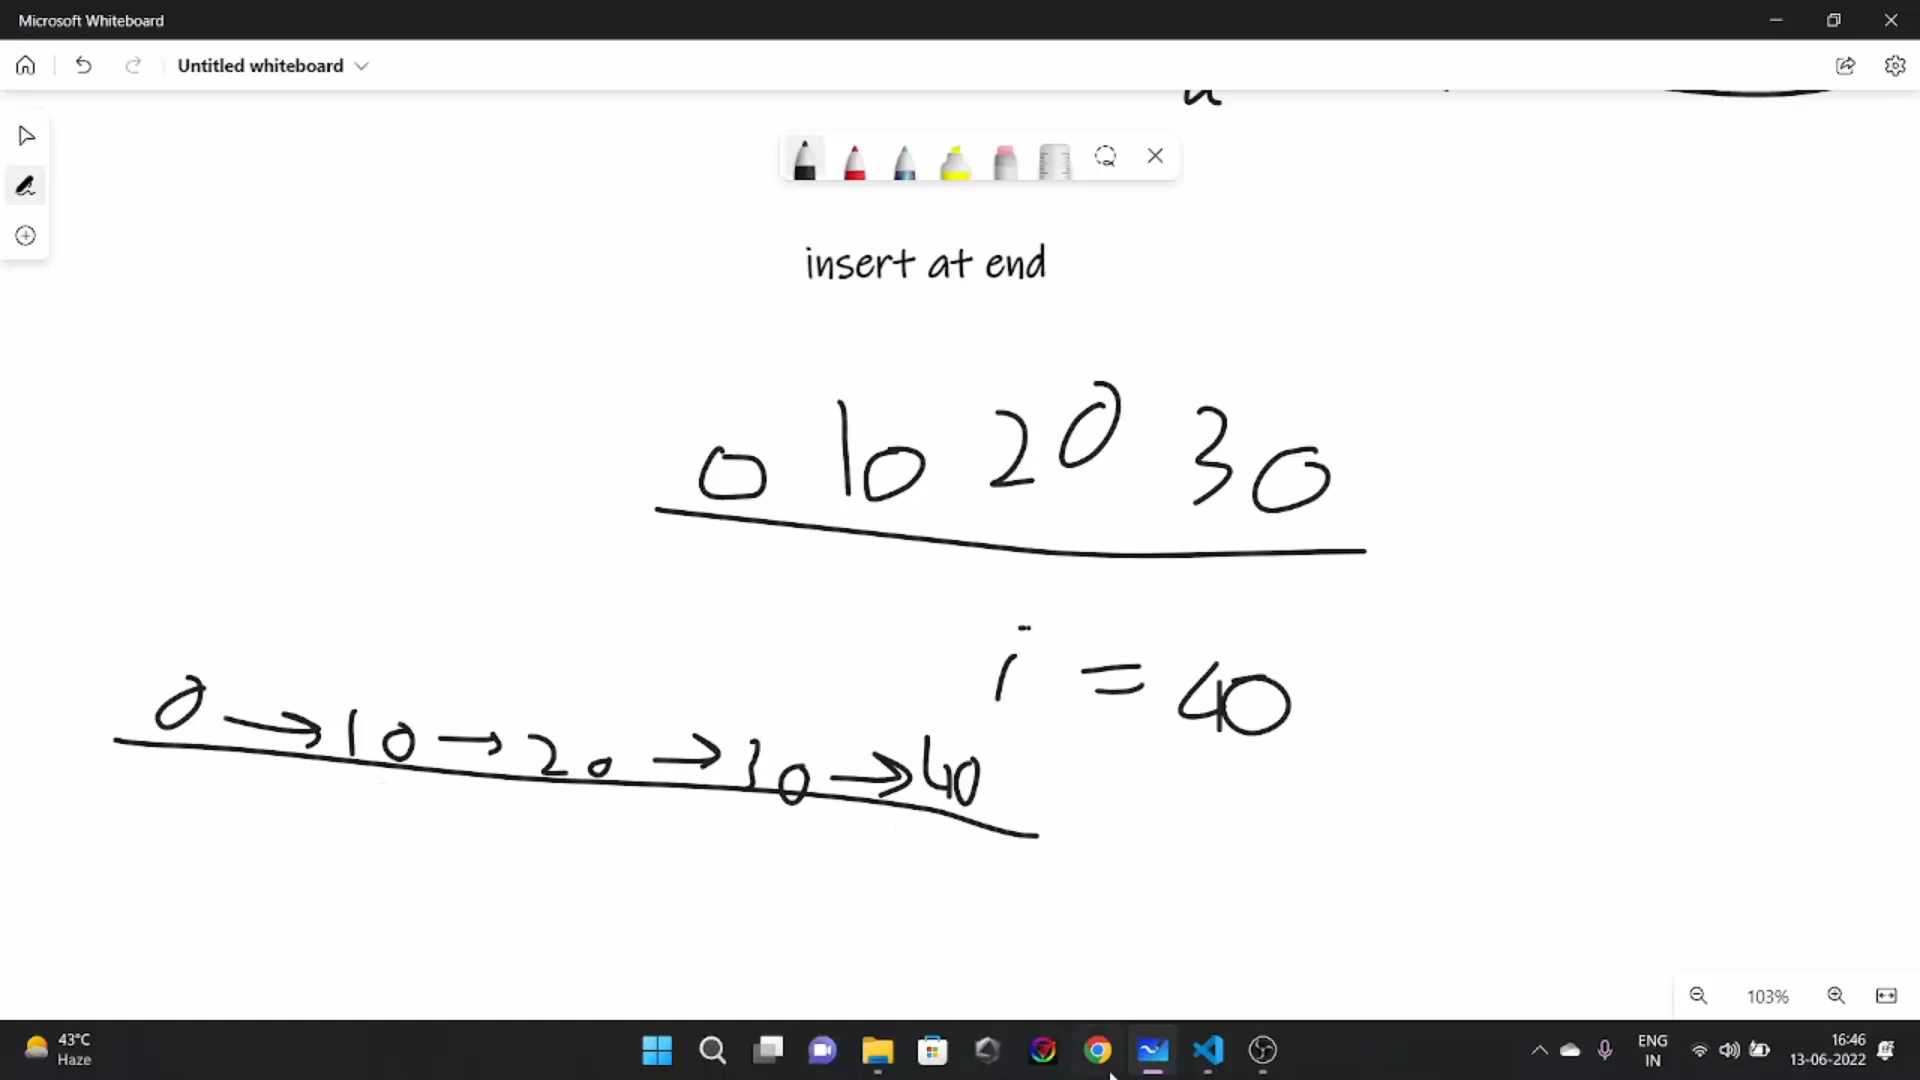 Microsoft Whiteboard
Untitled whiteboard
insert at end
0 10 20 30
i = 40
0 → 10 → 20 → 30 → 40
103%
43°C
Haze
ENG
IN
16:46
13-06-2022